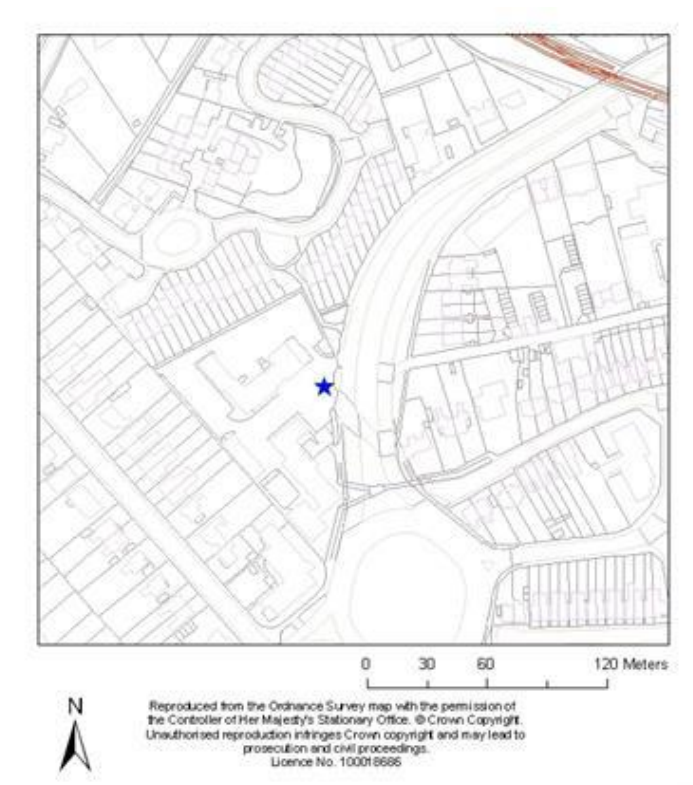 0 30 60 120 Meters
N
Reproduced from the Ordnance Survey map with the permission of
the Controller of Her Majesty's Stationary Office. © Crown Copyright.
Unauthorised reproduction infringes Crown copyright and may lead to
prosecution and civil proceedings.
Licence No. 100018686